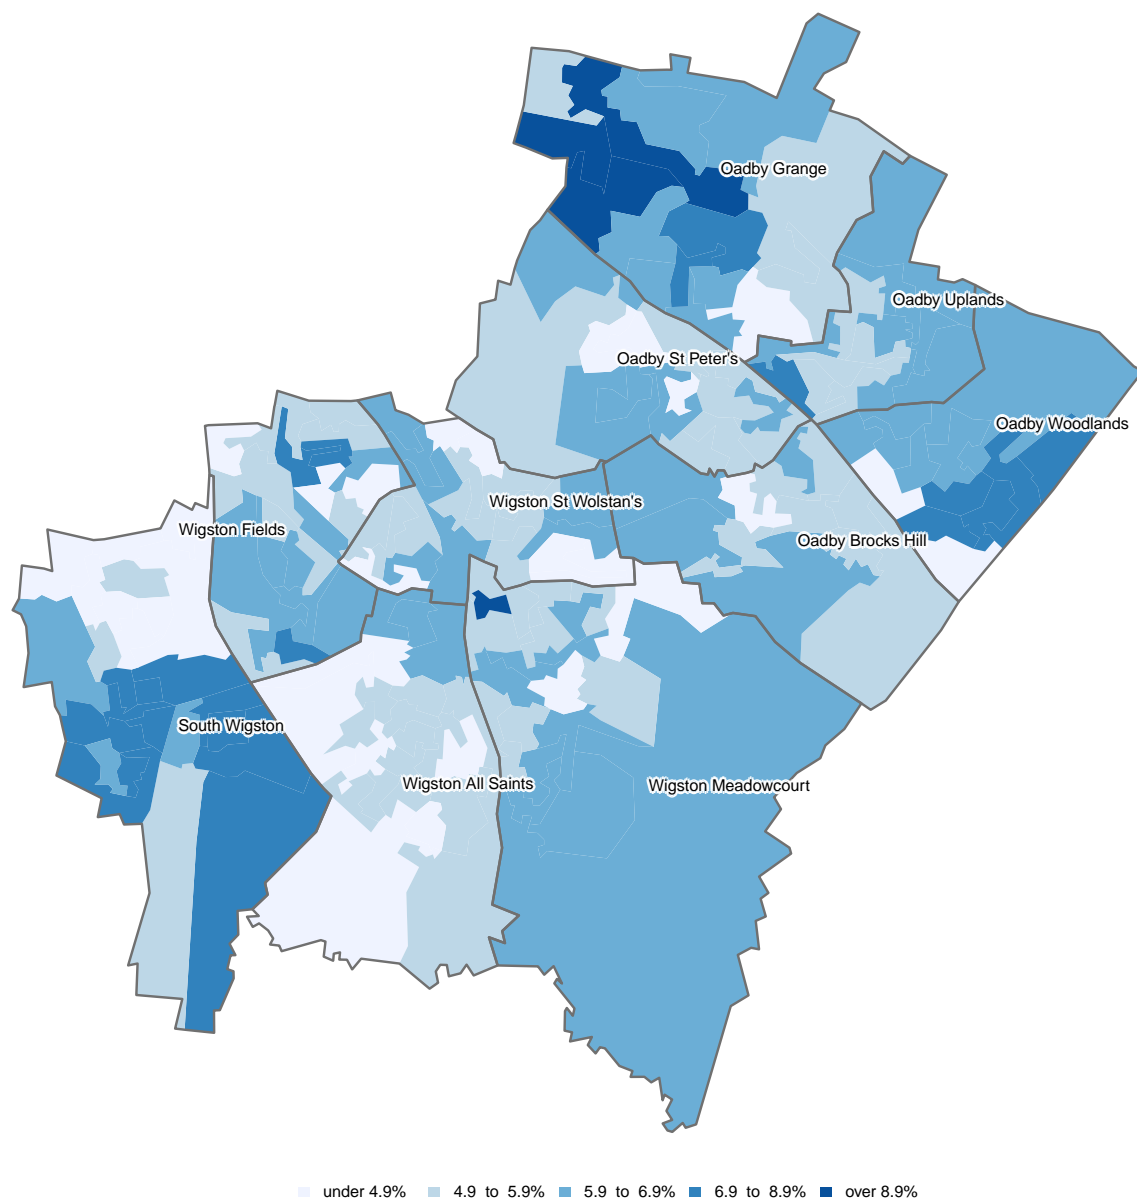 Oadby Grange
Oadby Uplands
Oadby St Peter's
Oadby Woodlands
Wigston St Wolstan's
Wigston Fields
Oadby Brocks Hill
South Wigston
Wigston All Saints
Wigston Meadowcourt
under 4.9% 4.9 to 5.9% 5.9 to 6.9% 6.9 to 8.9% over 8.9%